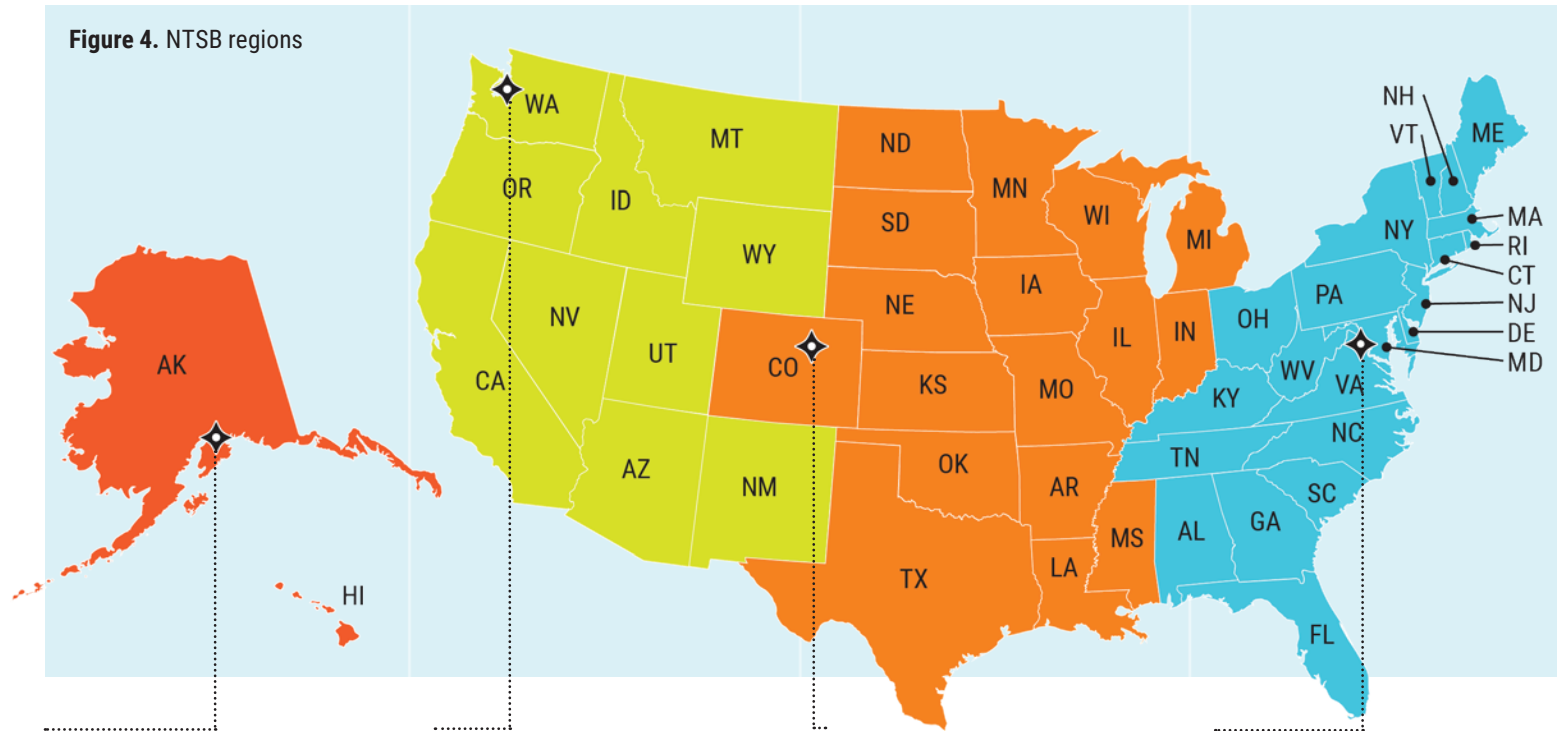 Figure 4. NTSB regions
WA
MT
ND
MN
OR
ID
WY
SD
WI
MI
NH
VT
ME
NY
MA
RI
CT
NJ
DE
MD
AK
NV
UT
CA
CO
NE
IA
IL
IN
OH
PA
WV
VA
KS
MO
KY
NC
AZ
NM
OK
AR
TN
SC
HI
TX
LA
MS
AL
GA
FL